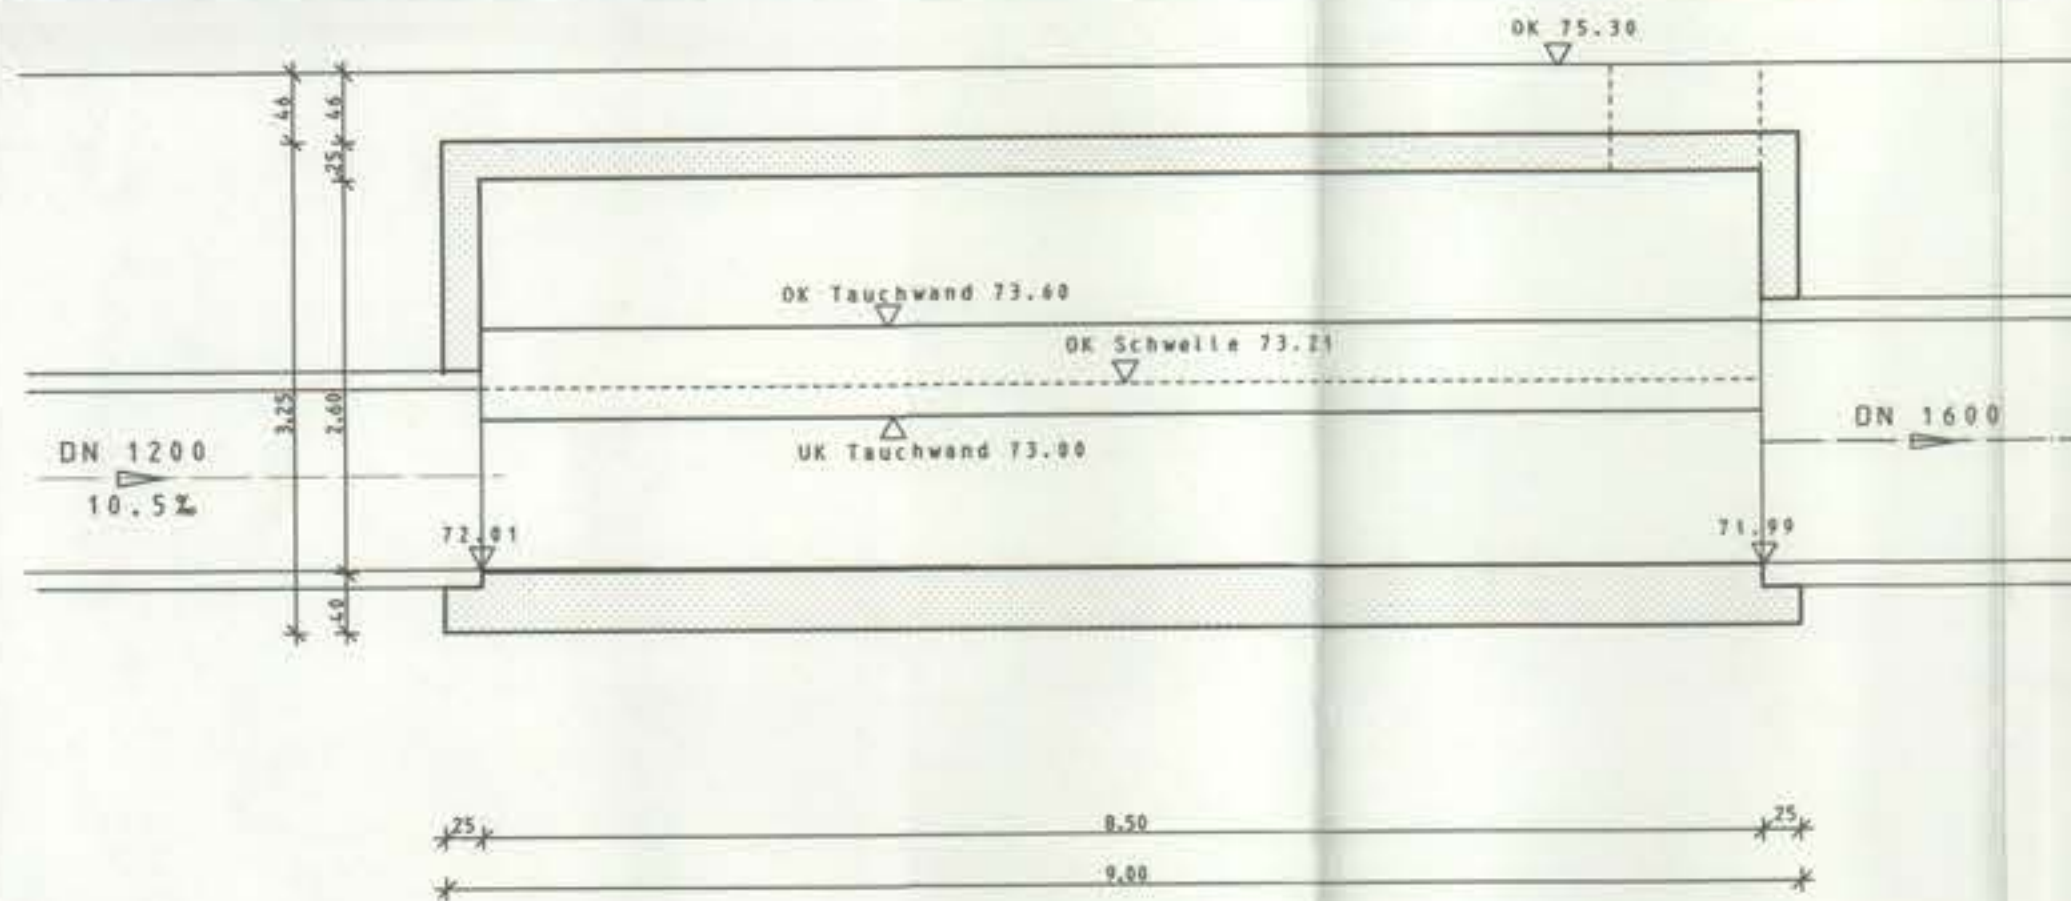 OK 75.30
46
46
25
OK Tauchwand 73.60
OK Schwelle 73.21
3.25
2.60
DN 1200
10.5‰
UK Tauchwand 73.00
DN 1600
72.01
71.99
40
25
8.50
25
9.00